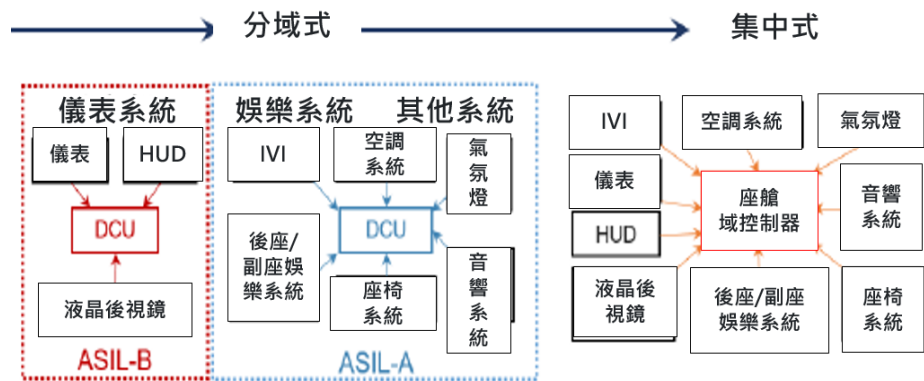 分域式
集中式
儀表系統
儀表
HUD
DCU
液晶後視鏡
ASIL-B
娛樂系統
其他系統
IVI
空調
系統
氣
氛
燈
DCU
後座/
副座娛
樂系統
座椅
系統
音
響
系
統
ASIL-A
IVI
空調系統
氣氛燈
儀表
座艙
域控制器
音響
系統
HUD
液晶後
視鏡
後座/副座
娛樂系統
座椅
系統